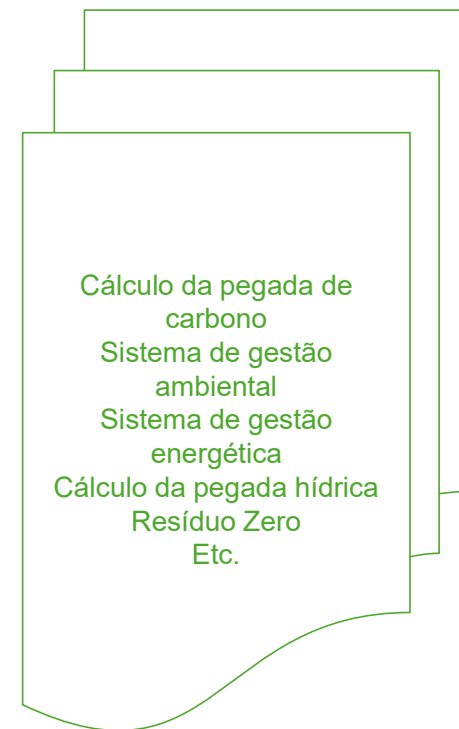 Cálculo da pegada de
carbono
Sistema de gestão
ambiental
Sistema de gestão
energética
Cálculo da pegada hídrica
Resíduo Zero
Etc.